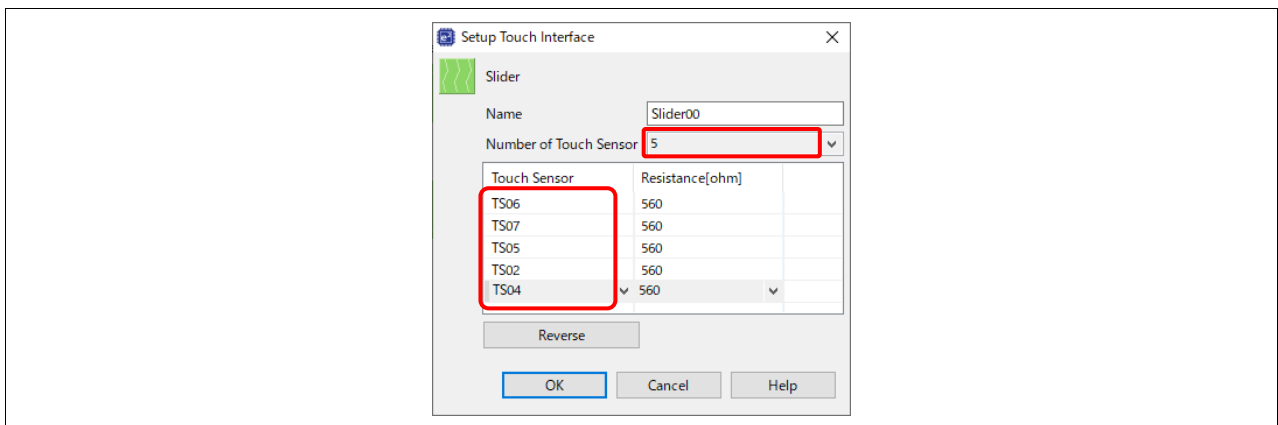 Setup Touch Interface
Slider
Name Slider00
Number of Touch Sensor 5
Touch Sensor Resistance[ohm]
TS06 560
TS07 560
TS05 560
TS02 560
TS04 560
Reverse
OK Cancel Help